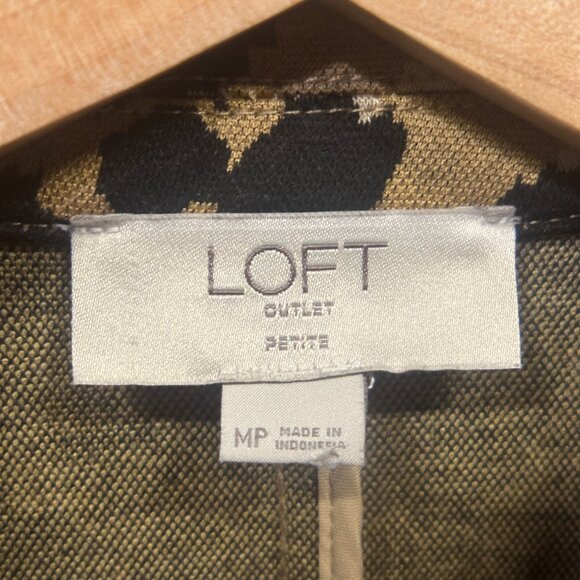 LOFT
OUTLET
PETITE
MP MADE IN
INDONESIA